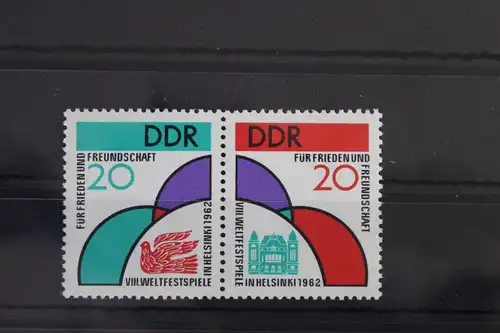 DDR
20
FÜR FRIEDEN UND
FREUNDSCHAFT
VIII.WELTFESTSPIELE
IN HELSINKI 1962
DDR
20
FÜR FRIEDEN UND
FREUNDSCHAFT
VIII.WELTFESTSPIELE
IN HELSINKI 1962